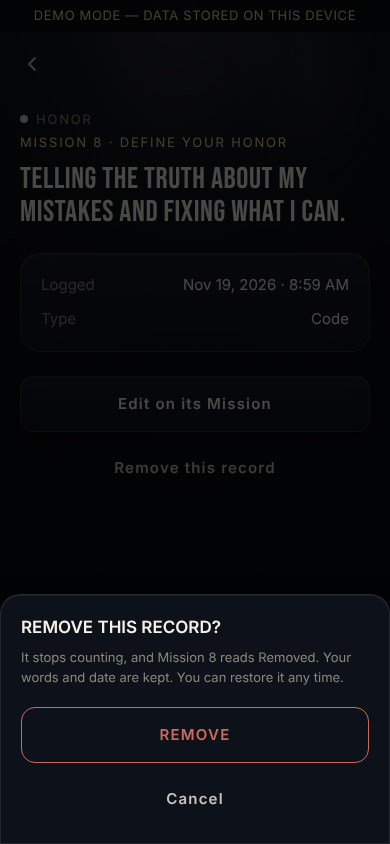 DEMO MODE — DATA STORED ON THIS DEVICE
HONOR
MISSION 8 · DEFINE YOUR HONOR
TELLING THE TRUTH ABOUT MY
MISTAKES AND FIXING WHAT I CAN.
Logged Nov 19, 2026 · 8:59 AM
Type Code
Edit on its Mission
Remove this record
REMOVE THIS RECORD?
It stops counting, and Mission 8 reads Removed. Your
words and date are kept. You can restore it any time.
REMOVE
Cancel